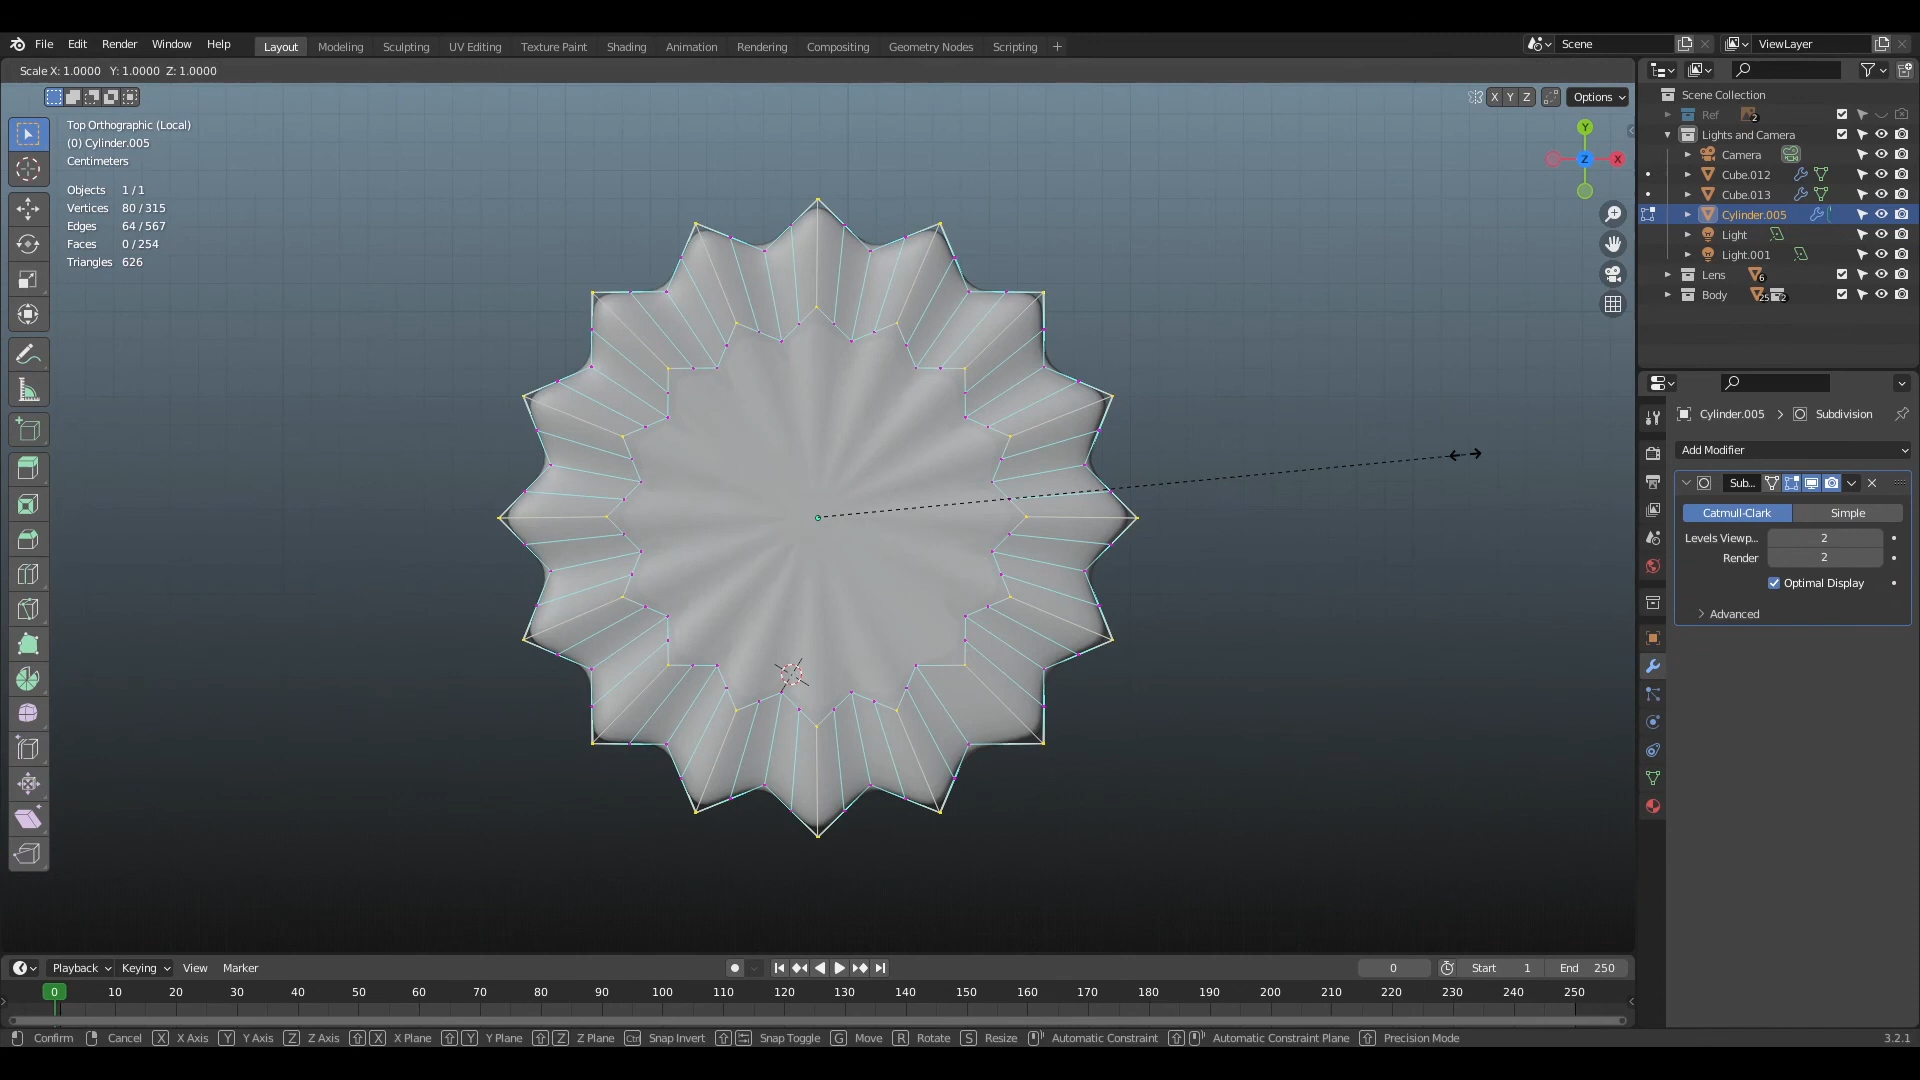 File Edit Render Window Help
Layout Modeling Sculpting UV Editing Texture Paint Shading Animation Rendering Compositing Geometry Nodes Scripting +
Scene
ViewLayer
Scale X: 1.0000 Y: 1.0000 Z: 1.0000
X Y Z
Options
Top Orthographic (Local)
(0) Cylinder.005
Centimeters
Objects 1/1
Vertices 80/315
Edges 64/567
Faces 0/254
Triangles 626
Y
Z
X
Scene Collection
Ref 2
Lights and Camera
Camera
Cube.012
Cube.013
Cylinder.005
Light
Light.001
Lens 6
Body 25 2
Cylinder.005 > Subdivision
Add Modifier
Sub...
Catmull-Clark Simple
Levels Viewp... 2
Render 2
Optimal Display
Advanced
Playback Keying View Marker
0
Start 1 End 250
0 10 20 30 40 50 60 70 80 90 100 110 120 130 140 150 160 170 180 190 200 210 220 230 240 250
Confirm Cancel X X Axis Y Y Axis Z Z Axis X X Plane Y Y Plane Z Z Plane Ctrl Snap Invert Snap Toggle G Move R Rotate S Resize Automatic Constraint Automatic Constraint Plane Precision Mode 3.2.1